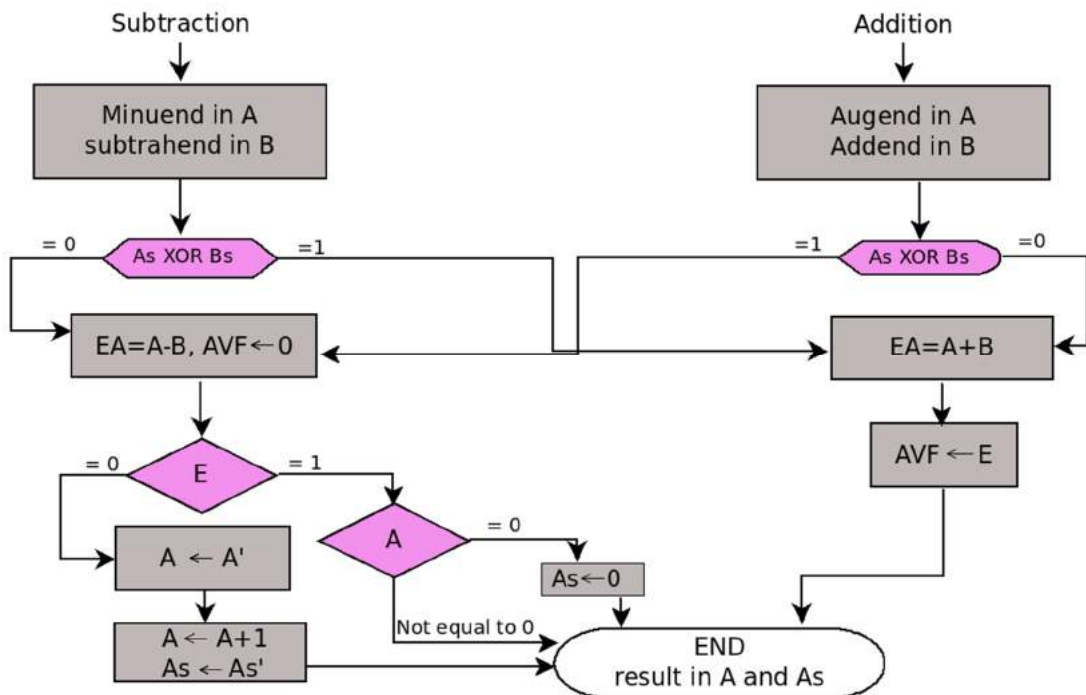 Subtraction
Addition
Minuend in A
subtrahend in B
Augend in A
Addend in B
= 0
As XOR Bs
=1
=1
As XOR Bs
=0
EA=A-B, AVF←0
EA=A+B
= 0
E
= 1
AVF ←E
A ← A'
A
= 0
As←0
A ← A+1
As ← As'
Not equal to 0
END
result in A and As